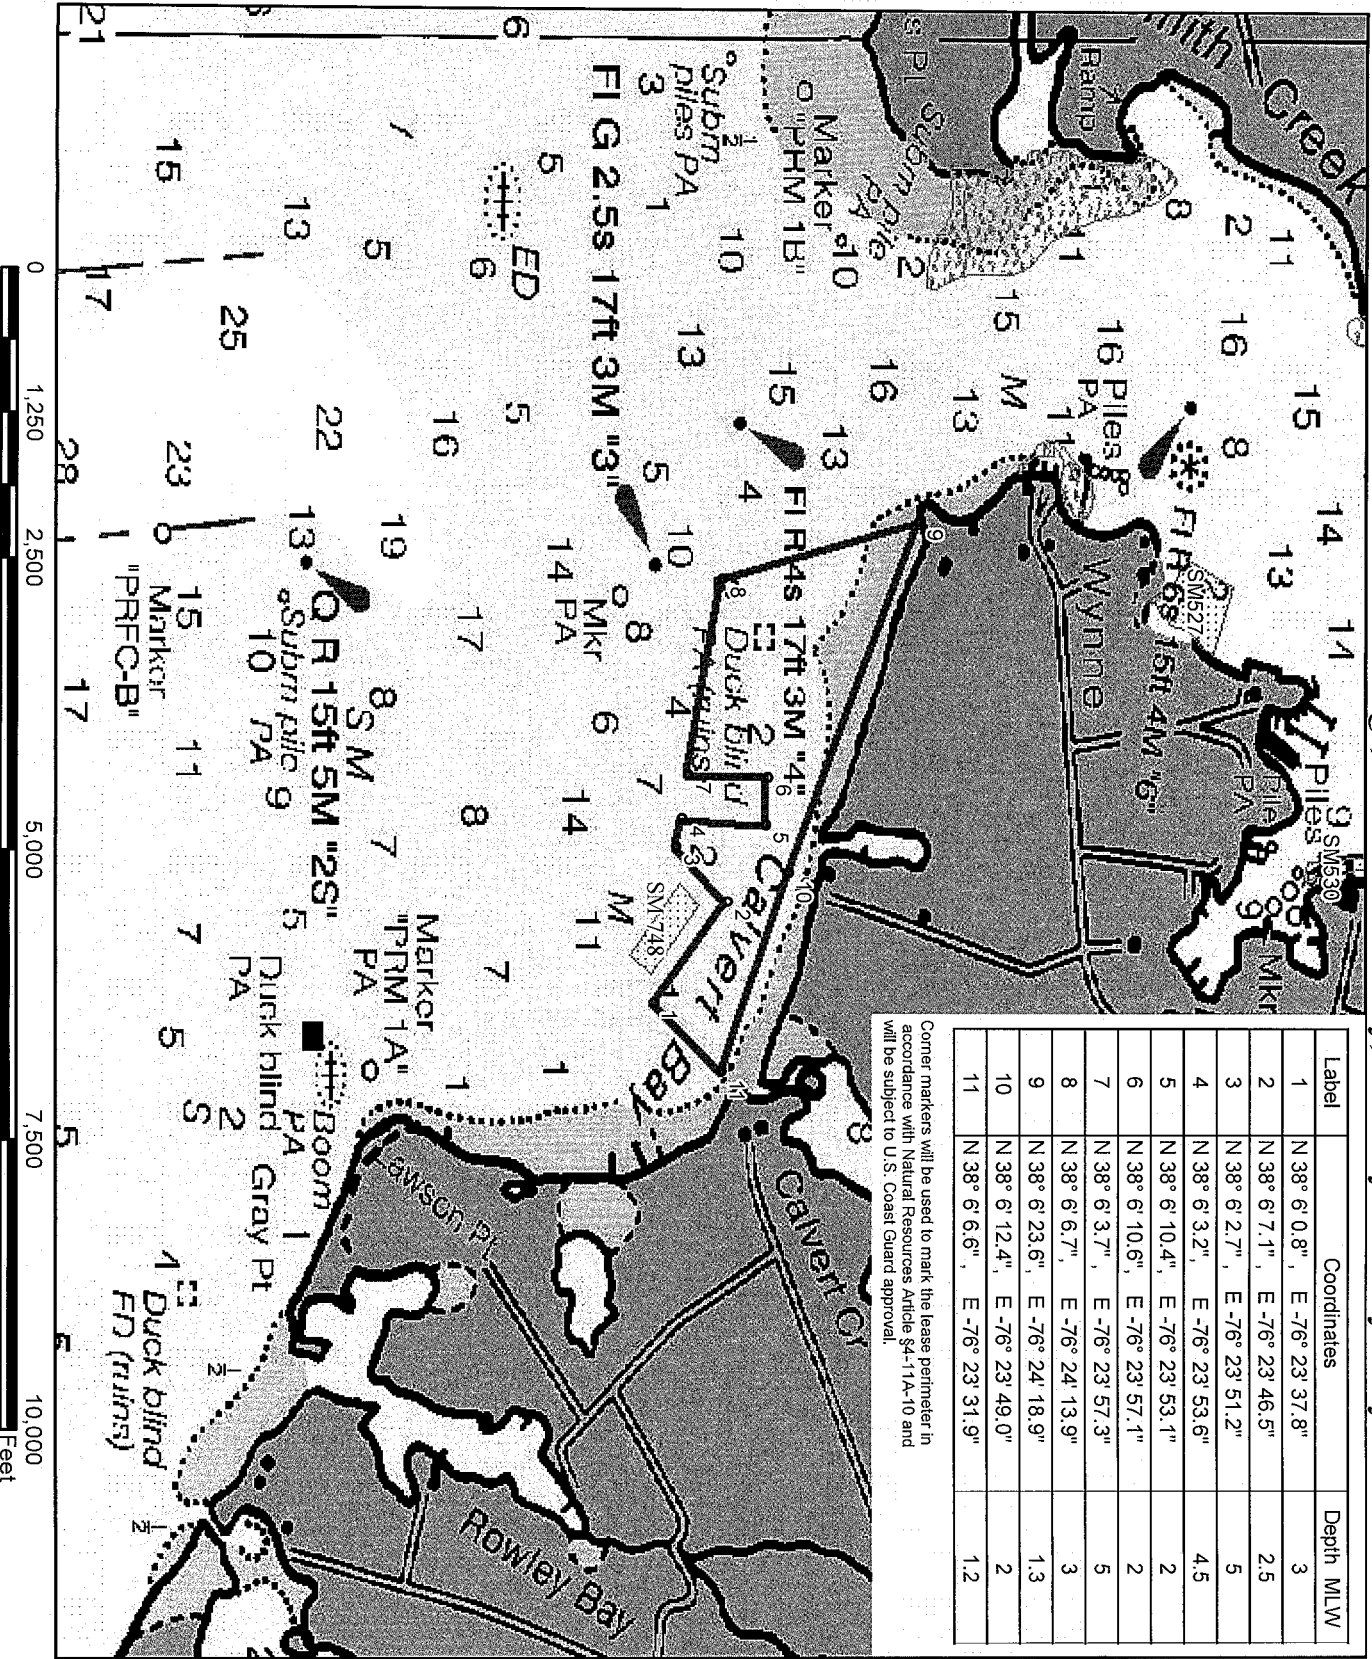 Label Coordinates Depth MLW
1 N 38° 6' 0.8", E -76° 23' 37.8" 3
2 N 38° 6' 7.1", E -76° 23' 46.5" 2.5
3 N 38° 6' 2.7", E -76° 23' 51.2" 5
4 N 38° 6' 3.2", E -76° 23' 53.6" 4.5
5 N 38° 6' 10.4", E -76° 23' 53.1" 2
6 N 38° 6' 10.6", E -76° 23' 57.1" 2
7 N 38° 6' 3.7", E -76° 23' 57.3" 5
8 N 38° 6' 6.7", E -76° 24' 13.9" 3
9 N 38° 6' 23.6", E -76° 24' 18.9" 1.3
10 N 38° 6' 12.4", E -76° 23' 49.0" 2
11 N 38° 6' 6.6", E -76° 23' 31.9" 1.2
Corner markers will be used to mark the lease perimeter in
accordance with Natural Resources Article §4-11A-10 and
will be subject to U.S. Coast Guard approval.
Creek
Ramp
Subm pile
PA
Marker
"PRM 1B"
Subm
piles PA
Fl G 2.5s 17ft 3M "3"
ED
Piles
PA
M
Fl R 6s 15ft 4M "6"
SM527
Wynne
Piles
Pile
PA
SM530
Mkr
Fl R 4s 17ft 3M "4"
Duck blind
PA (ruins)
Mkr
PA
Calvert
Bay
SM748
M
Calvert Cr
Q R 15ft 5M "2S"
Subm pile
PA
S M
Marker
"PRFC-B"
Marker
"PRM 1A"
PA
Duck blind
PA
Boom
PA
S
Gray Pt
Lawson Pt
Duck blind
ED (ruins)
Rowley Bay
0 1,250 2,500 5,000 7,500 10,000
Feet